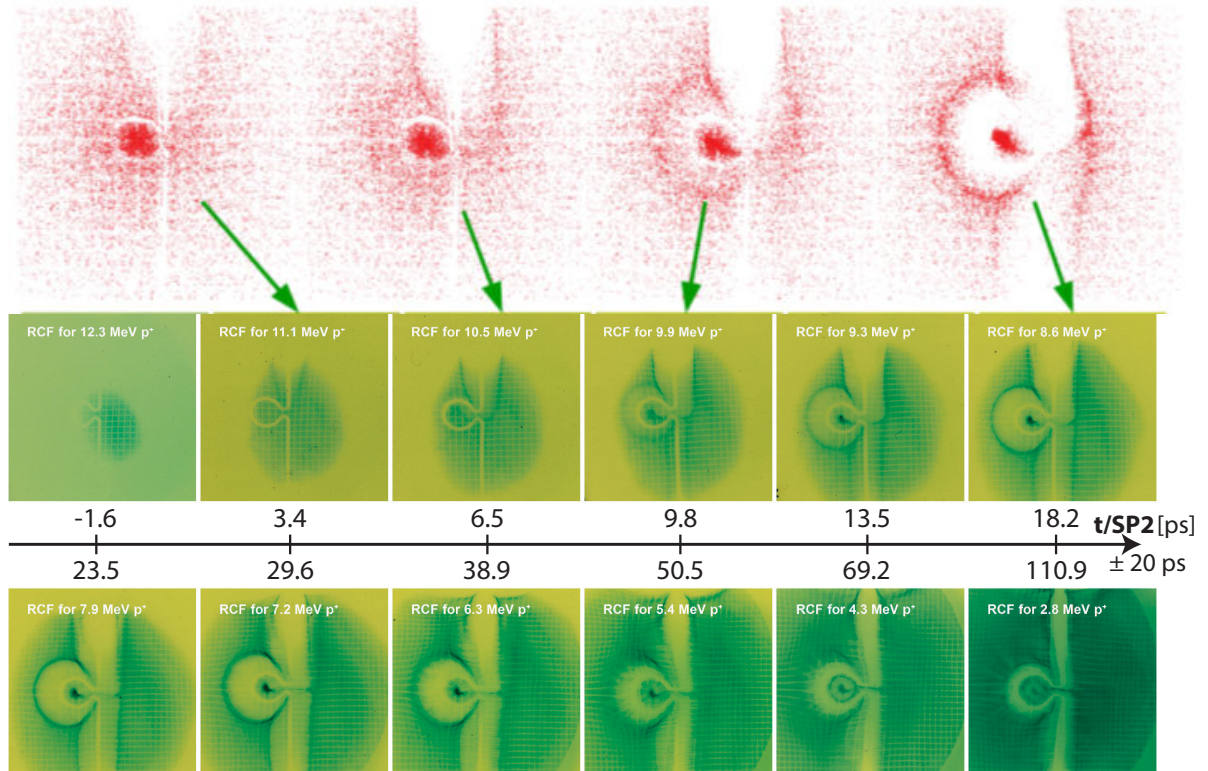 RCF for 12.3 MeV p⁺
RCF for 11.1 MeV p⁺
RCF for 10.5 MeV p⁺
RCF for 9.9 MeV p⁺
RCF for 9.3 MeV p⁺
RCF for 8.6 MeV p⁺
-1.6 3.4 6.5 9.8 13.5 18.2 t/SP2 [ps]
23.5 29.6 38.9 50.5 69.2 110.9 ± 20 ps
RCF for 7.9 MeV p⁺
RCF for 7.2 MeV p⁺
RCF for 6.3 MeV p⁺
RCF for 5.4 MeV p⁺
RCF for 4.3 MeV p⁺
RCF for 2.8 MeV p⁺